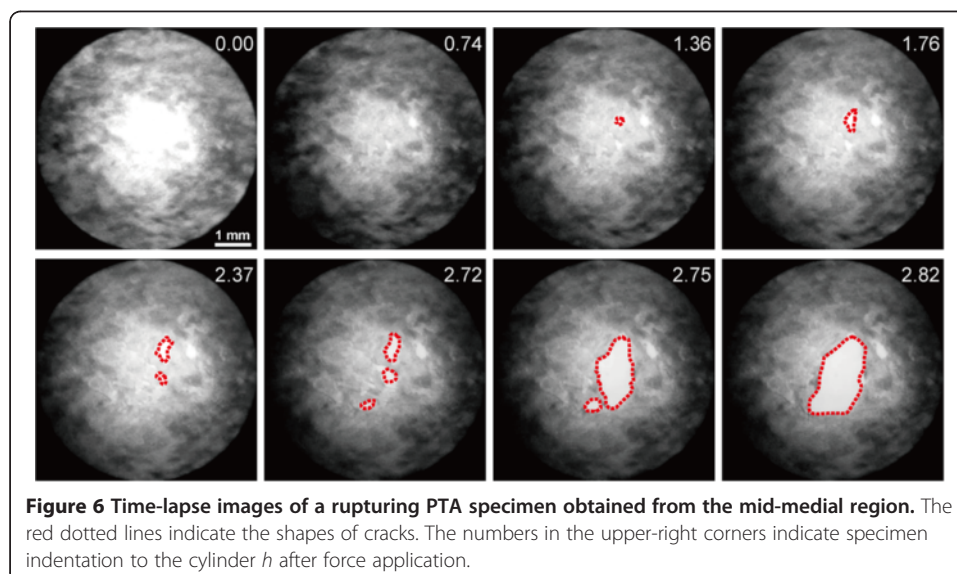 0.00
0.74
1.36
1.76
1 mm
2.37
2.72
2.75
2.82
Figure 6 Time-lapse images of a rupturing PTA specimen obtained from the mid-medial region. The
red dotted lines indicate the shapes of cracks. The numbers in the upper-right corners indicate specimen
indentation to the cylinder h after force application.